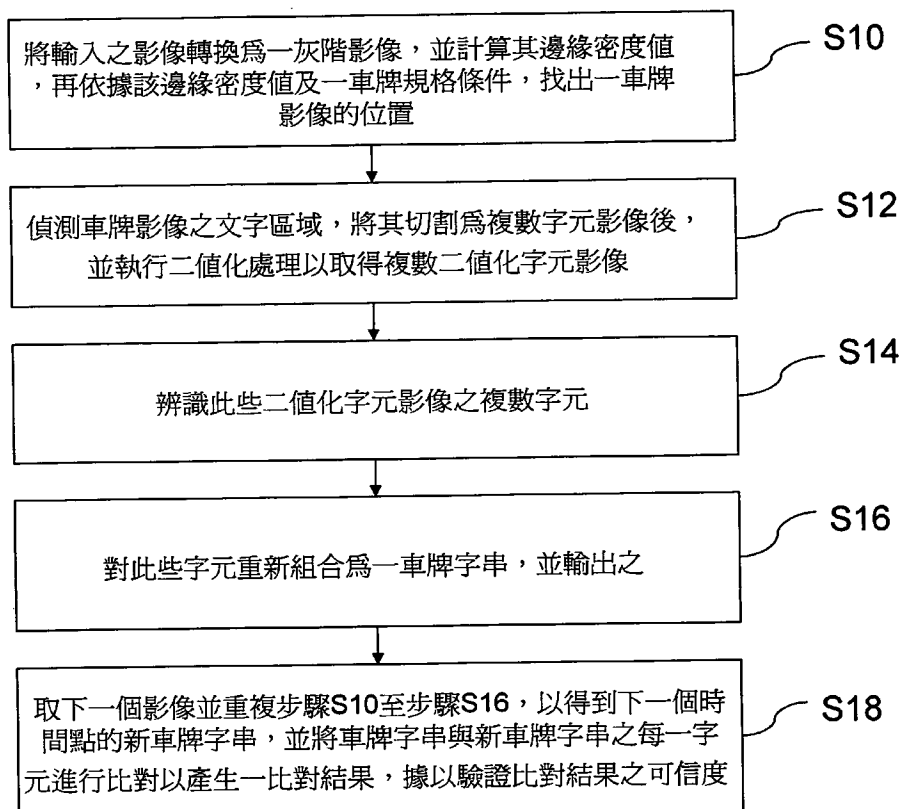 將輸入之影像轉換為一灰階影像，並計算其邊緣密度值
，再依據該邊緣密度值及一車牌規格條件，找出一車牌
影像的位置
S10
偵測車牌影像之文字區域，將其切割為複數字元影像後，
並執行二值化處理以取得複數二值化字元影像
S12
辨識此些二值化字元影像之複數字元
S14
對此些字元重新組合為一車牌字串，並輸出之
S16
取下一個影像並重複步驟S10至步驟S16，以得到下一個時
間點的新車牌字串，並將車牌字串與新車牌字串之每一字
元進行比對以產生一比對結果，據以驗證比對結果之可信度
S18